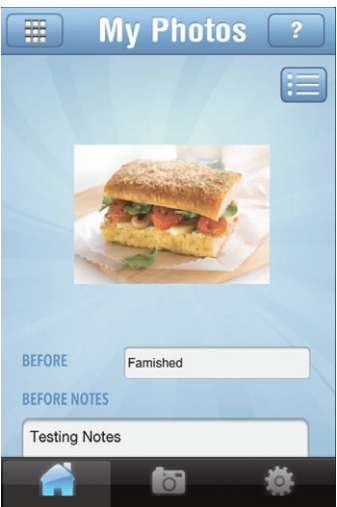 My Photos ?
BEFORE Famished
BEFORE NOTES
Testing Notes